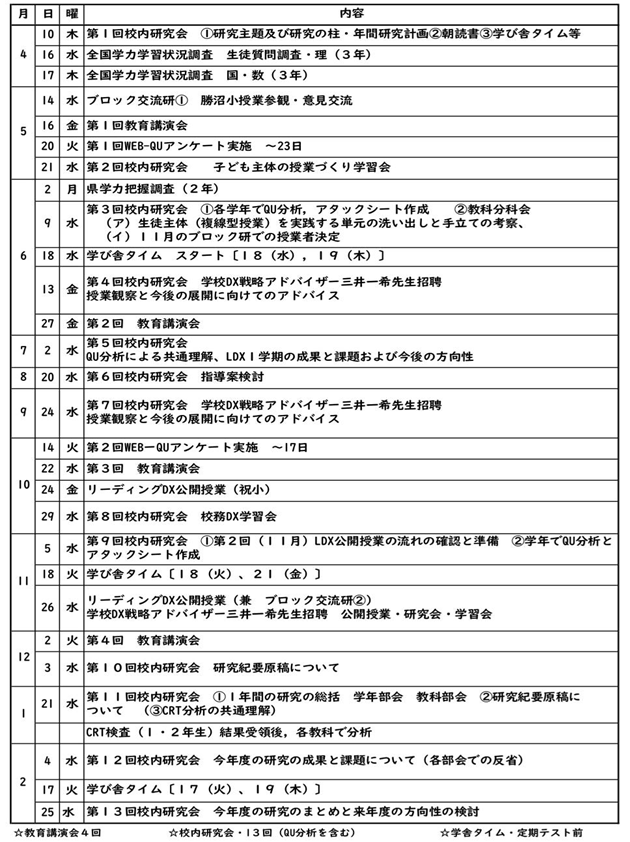 月 日 曜 内容
4 10 木 第1回校内研究会 ①研究主題及び研究の柱・年間研究計画②朝読書③学び舎タイム等
16 水 全国学力学習状況調査 生徒質問調査・理（３年）
17 木 全国学力学習状況調査 国・数（３年）
5 14 水 ブロック交流研① 勝沼小授業参観・意見交流
16 金 第1回教育講演会
20 火 第1回WEB-QUアンケート実施 ～23日
21 水 第２回校内研究会 子ども主体の授業づくり学習会
6 2 月 県学力把握調査（２年）
9 水 第３回校内研究会 ①各学年でQU分析，アタックシート作成 ②教科分科会
（ア）生徒主体（複線型授業）を実践する単元の洗い出しと手立ての考察、
（イ）１１月のブロック研での授業者決定
18 水 学び舎タイム スタート〔１８（水），１９（木）〕
13 金 第４回校内研究会 学校DX戦略アドバイザー三井一希先生招聘
授業観察と今後の展開に向けてのアドバイス
27 金 第２回 教育講演会
7 2 水 第５回校内研究会
QU分析による共通理解、LDX１学期の成果と課題および今後の方向性
8 20 水 第６回校内研究会 指導案検討
9 24 水 第７回校内研究会 学校DX戦略アドバイザー三井一希先生招聘
授業観察と今後の展開に向けてのアドバイス
10 14 火 第２回WEBーQUアンケート実施 ～17日
22 水 第３回 教育講演会
24 金 リーディングDX公開授業（祝小）
29 水 第８回校内研究会 校務DX学習会
11 5 水 第９回校内研究会 ①第２回（１１月）LDX公開授業の流れの確認と準備 ②学年でQU分析と
アタックシート作成
18 火 学び舎タイム〔１８（火）、２１（金）〕
26 水 リーディングDX公開授業（兼 ブロック交流研②）
学校DX戦略アドバイザー三井一希先生招聘 公開授業・研究会・学習会
12 2 火 第４回 教育講演会
3 水 第１０回校内研究会 研究紀要原稿について
1 21 水 第１１回校内研究会 ①１年間の研究の総括 学年部会 教科部会 ②研究紀要原稿に
ついて （③CRT分析の共通理解）
CRT検査（１・２年生）結果受領後，各教科で分析
2 4 水 第１２回校内研究会 今年度の研究の成果と課題について（各部会での反省）
17 火 学び舎タイム〔１７（火）、１９（木）〕
25 水 第１３回校内研究会 今年度の研究のまとめと来年度の方向性の検討
☆教育講演会４回 ☆校内研究会・13回（QU分析を含む） ☆学舎タイム・定期テスト前